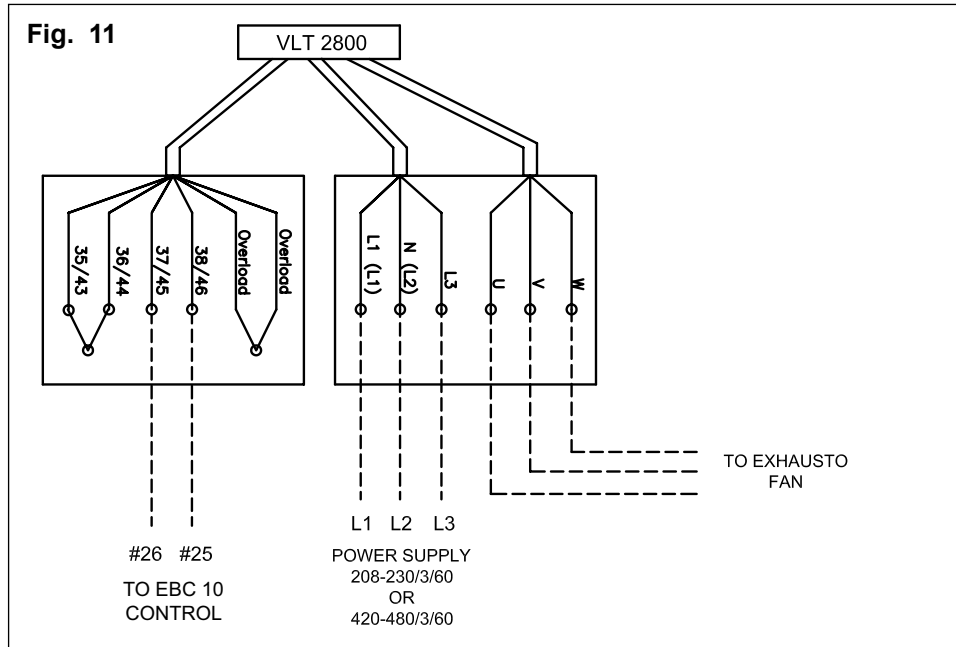 Fig. 11
VLT 2800
35/43
36/44
37/45
38/46
Overload
Overload
L1 (L1)
N (L2)
L3
U
V
W
TO EXHAUSTO
FAN
#26 #25
TO EBC 10
CONTROL
L1 L2 L3
POWER SUPPLY
208-230/3/60
OR
420-480/3/60